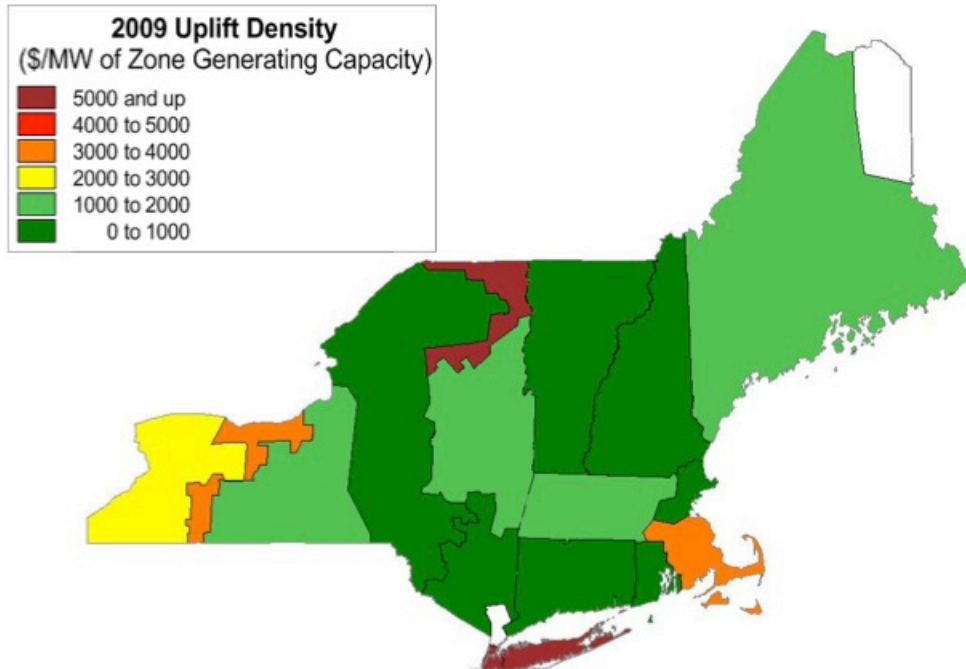 2009 Uplift Density
($/MW of Zone Generating Capacity)
5000 and up
4000 to 5000
3000 to 4000
2000 to 3000
1000 to 2000
0 to 1000